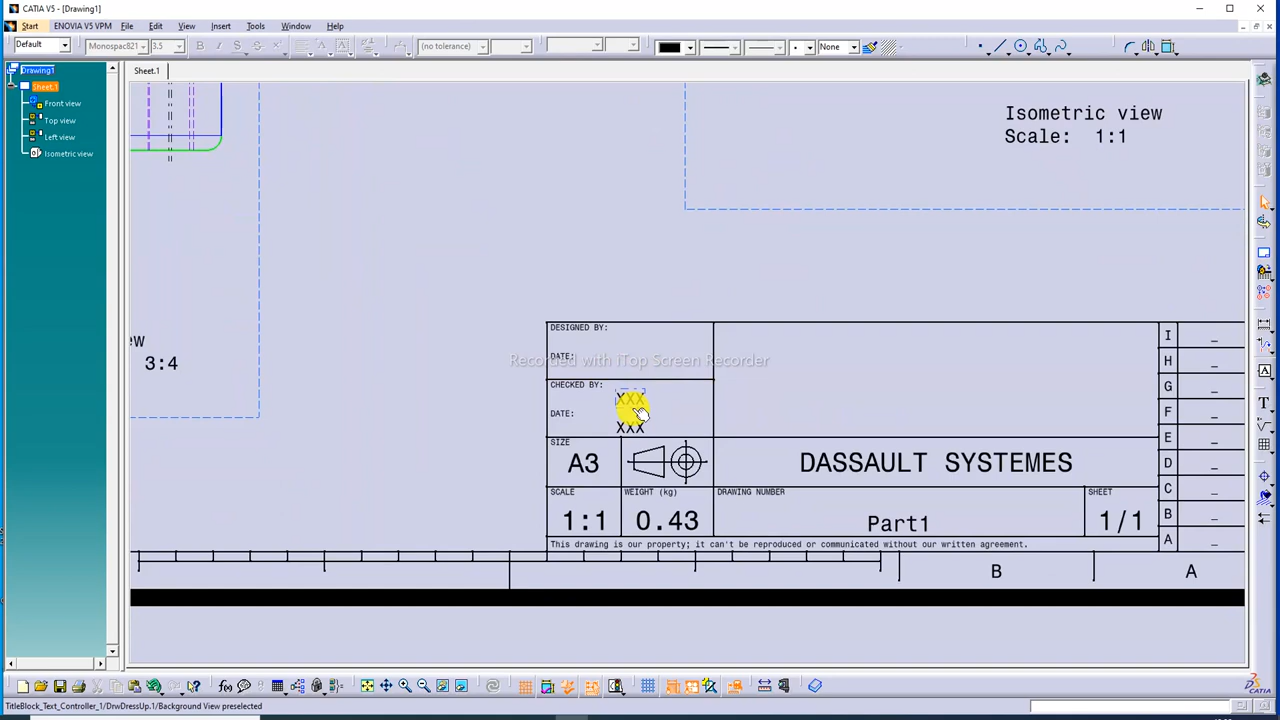 CATIA V5 - [Drawing1]
Start ENOVIA V5 VPM File Edit View Insert Tools Window Help
Default Monospac821 3.5 B I S (no tolerance) None
Drawing1 Sheet.1
Sheet.1
Front view
Top view
Left view
Isometric view
Isometric view
Scale: 1:1
ew
3:4
DESIGNED BY:
DATE:
Recorded with iTop Screen Recorder
CHECKED BY:
XXX
DATE:
XXX
SIZE
A3
DASSAULT SYSTEMES
SCALE WEIGHT (kg) DRAWING NUMBER SHEET
1:1 0.43 Part1 1/1
This drawing is our property; it can't be reproduced or communicated without our written agreement.
I _
H _
G _
F _
E _
D _
C _
B _
A _
B A
TitleBlock_Text_Controller_1/DrwDressUp.1/Background View preselected